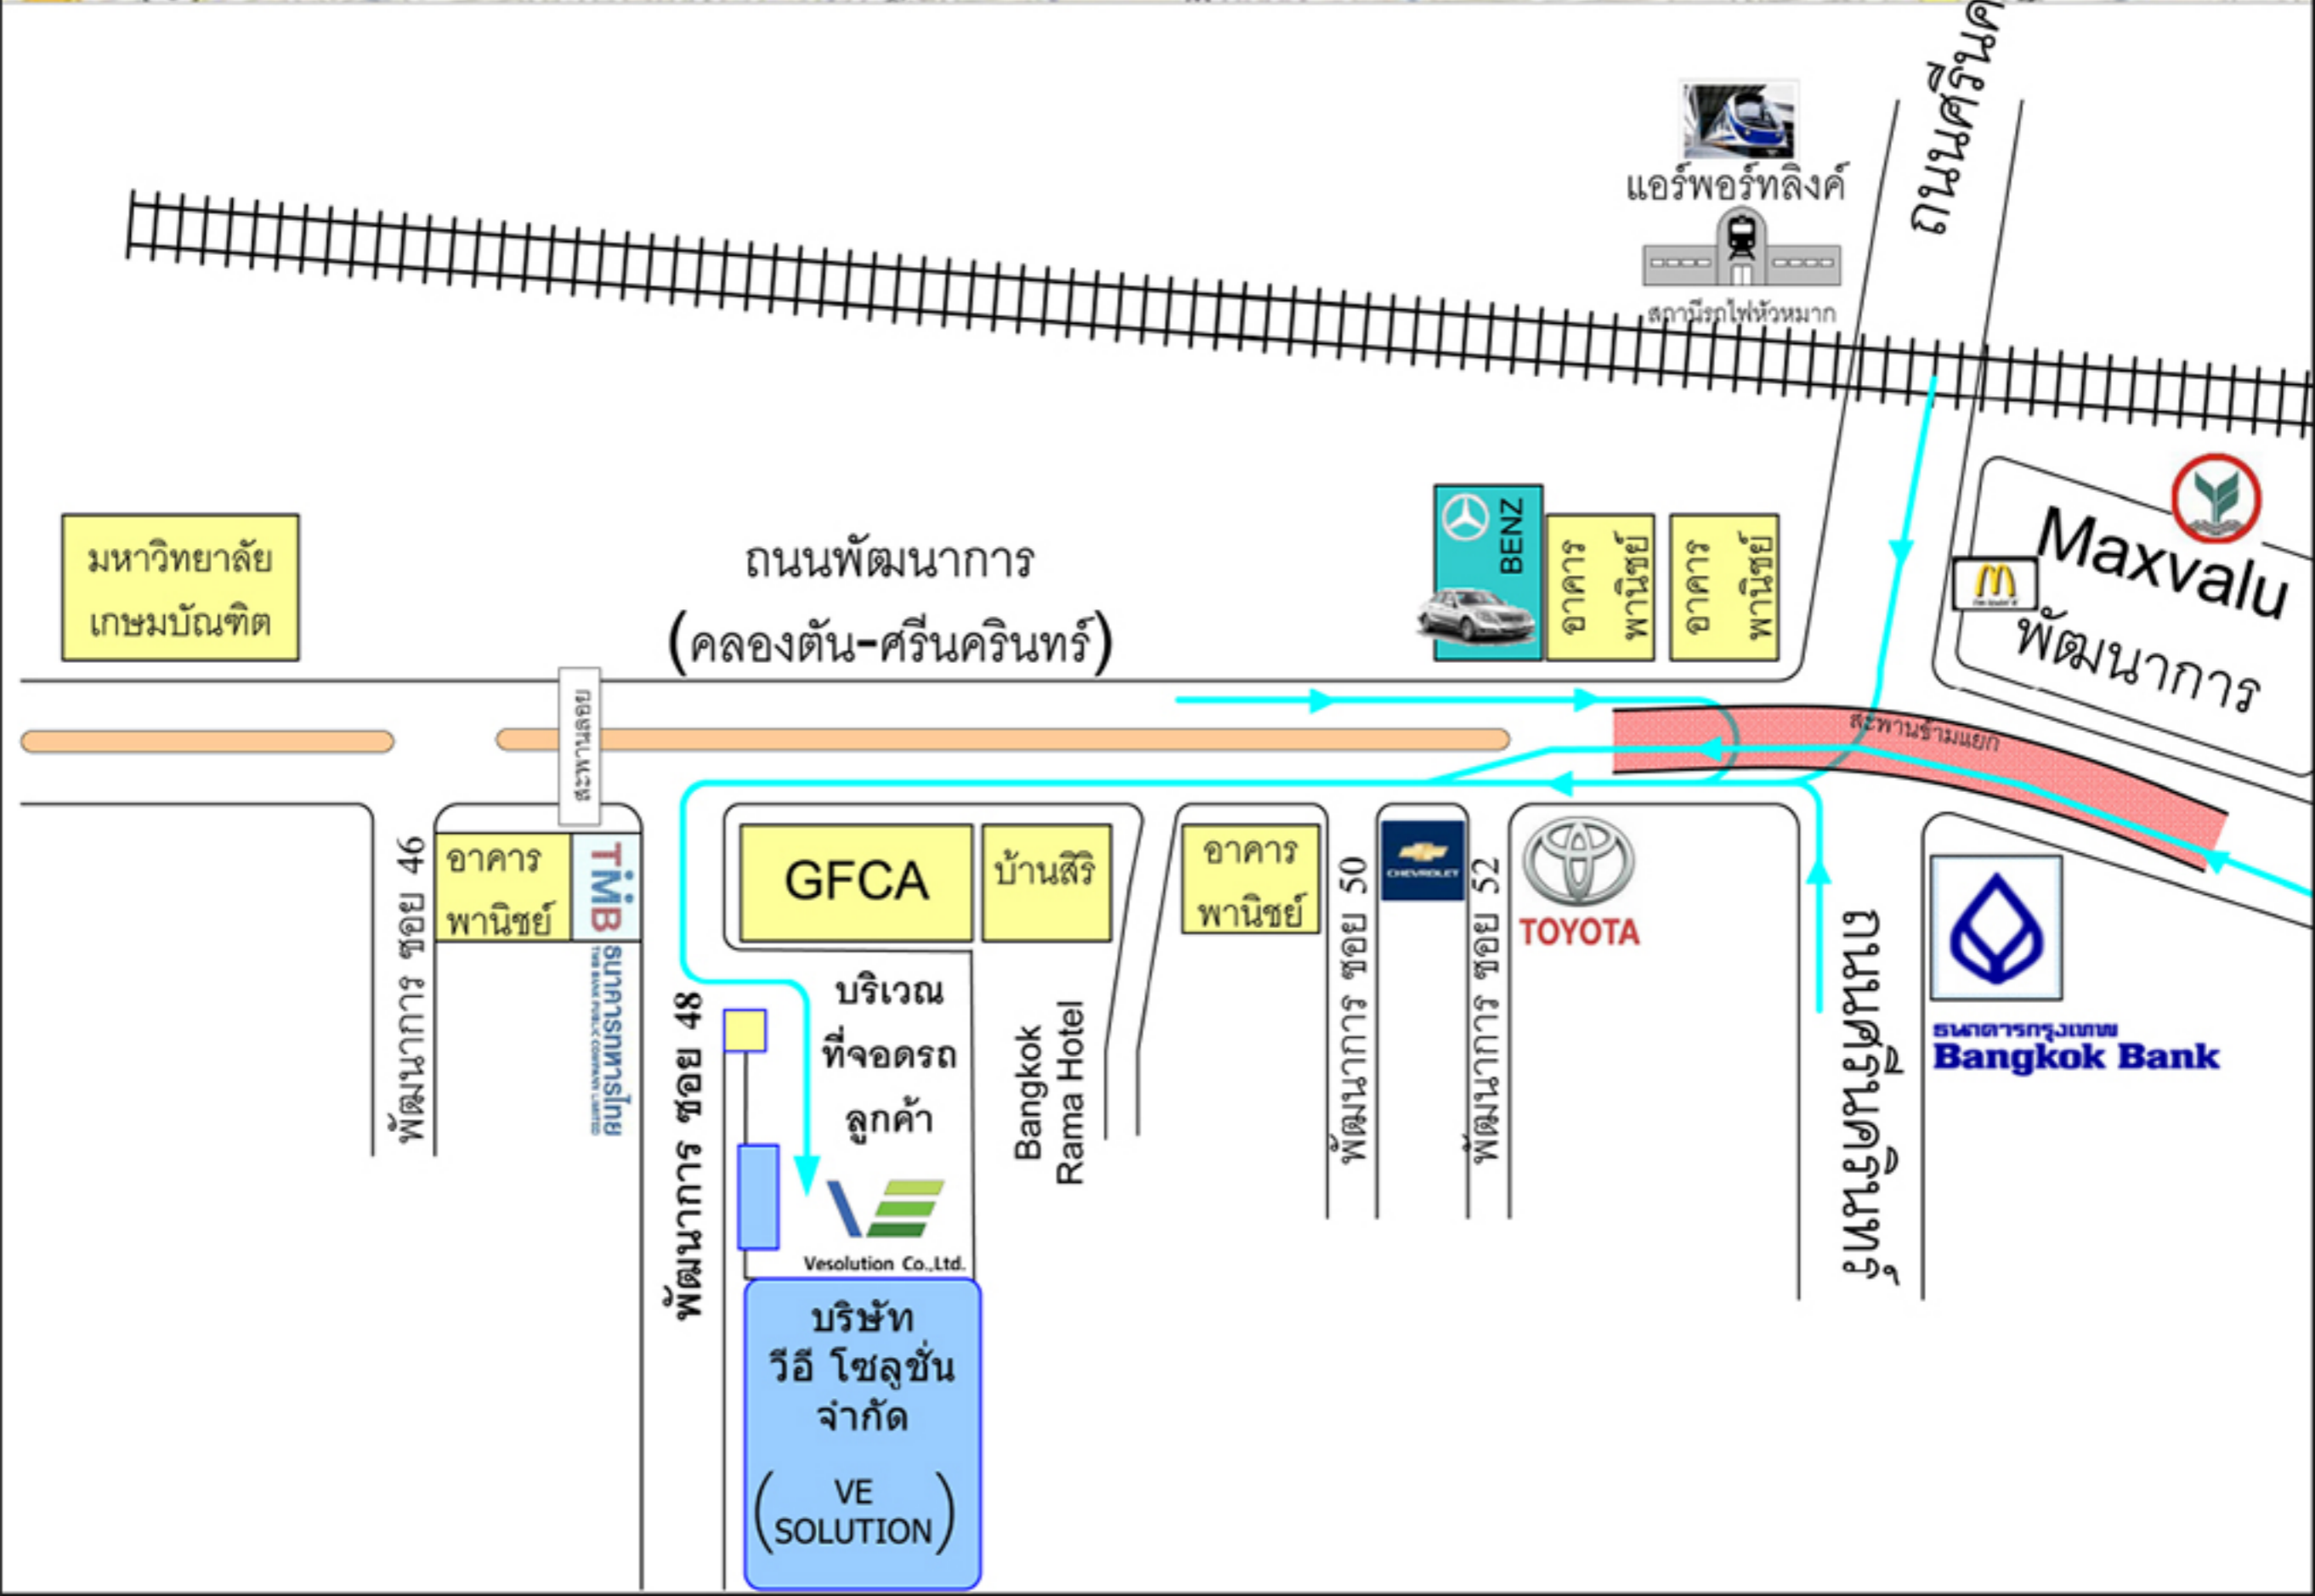 ถนนศรีนค
แอร์พอร์ทลิงค์
สถานีรถไฟหัวหมาก
มหาวิทยาลัย
เกษมบัณฑิต
ถนนพัฒนาการ
(คลองตัน-ศรีนครินทร์)
BENZ
อาคาร
พานิชย์
อาคาร
พานิชย์
Maxvalu
พัฒนาการ
สะพานลอย
สะพานข้ามแยก
พัฒนาการ ซอย 46
อาคาร
พานิชย์
TMB
ธนาคารทหารไทย
TMB BANK PUBLIC COMPANY LIMITED
พัฒนาการ ซอย 48
GFCA
บ้านสิริ
บริเวณ
ที่จอดรถ
ลูกค้า
Bangkok
Rama Hotel
อาคาร
พานิชย์
พัฒนาการ ซอย 50
CHEVROLET
พัฒนาการ ซอย 52
TOYOTA
ถนนศรีนครินทร์
ธนาคารกรุงเทพ
Bangkok Bank
Vesolution Co.,Ltd.
บริษัท
วีอี โซลูชั่น
จำกัด
(VE
SOLUTION)